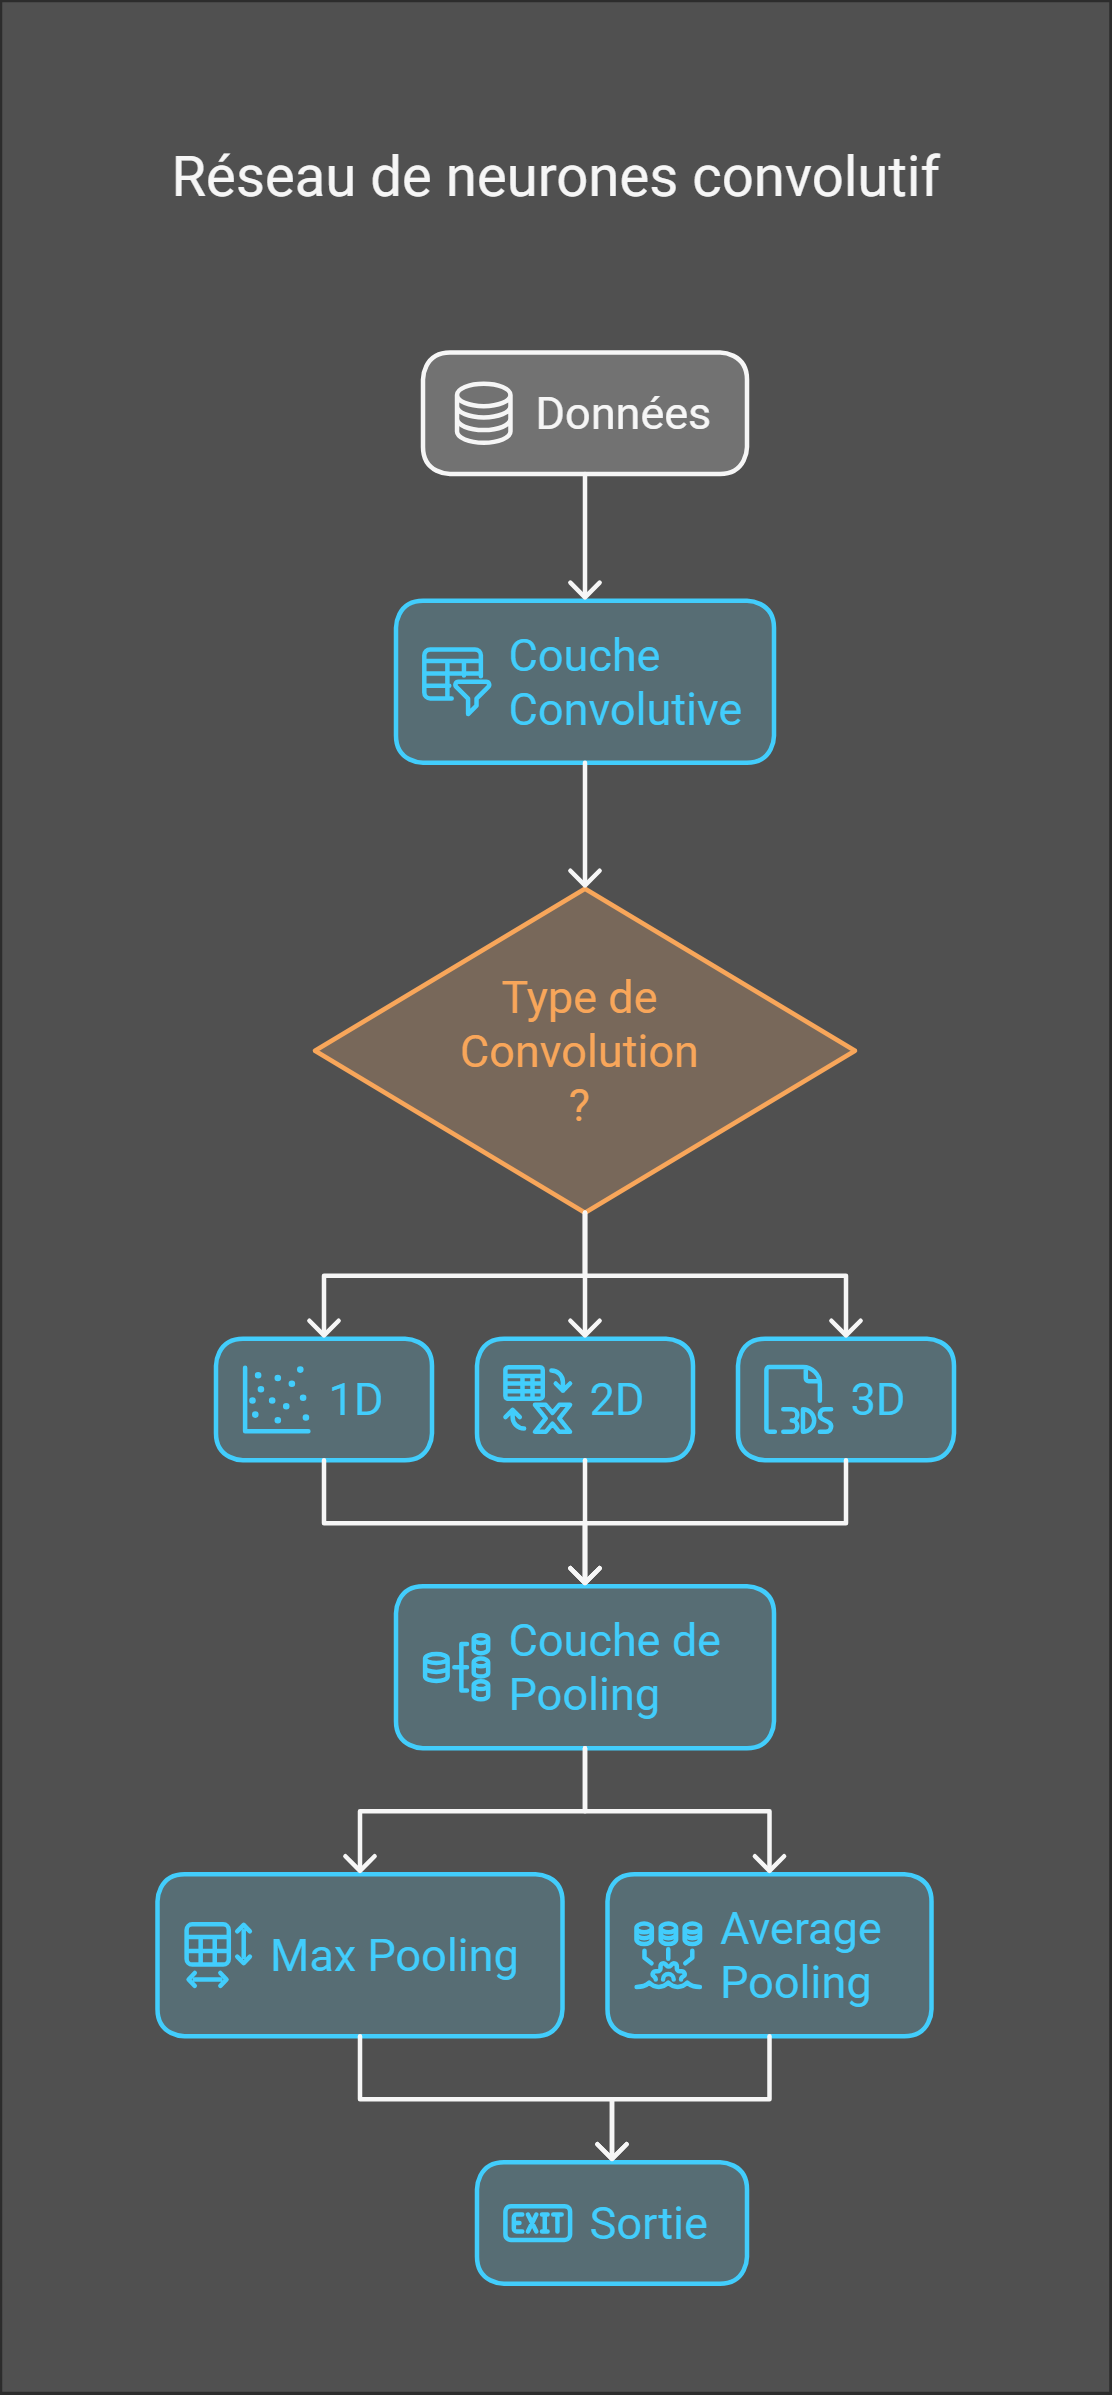 Réseau de neurones convolutif
Données
Couche
Convolutive
Type de
Convolution
?
1D
2D
3DS
3D
Couche de
Pooling
Max Pooling
Average
Pooling
EXIT
Sortie